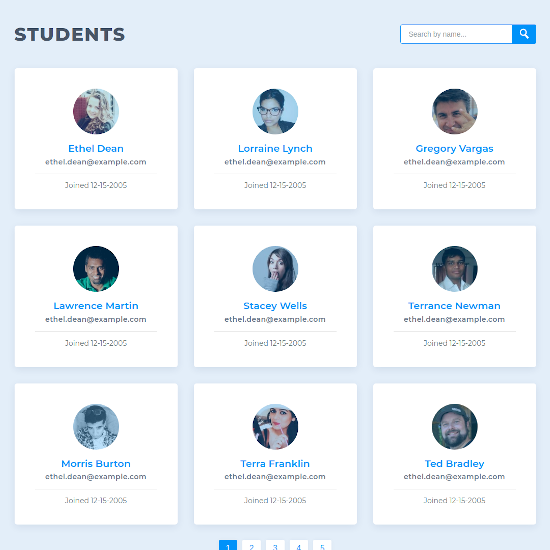 STUDENTS
Search by name...
Ethel Dean
ethel.dean@example.com
Joined 12-15-2005
Lorraine Lynch
ethel.dean@example.com
Joined 12-15-2005
Gregory Vargas
ethel.dean@example.com
Joined 12-15-2005
Lawrence Martin
ethel.dean@example.com
Joined 12-15-2005
Stacey Wells
ethel.dean@example.com
Joined 12-15-2005
Terrance Newman
ethel.dean@example.com
Joined 12-15-2005
Morris Burton
ethel.dean@example.com
Joined 12-15-2005
Terra Franklin
ethel.dean@example.com
Joined 12-15-2005
Ted Bradley
ethel.dean@example.com
Joined 12-15-2005
1 2 3 4 5